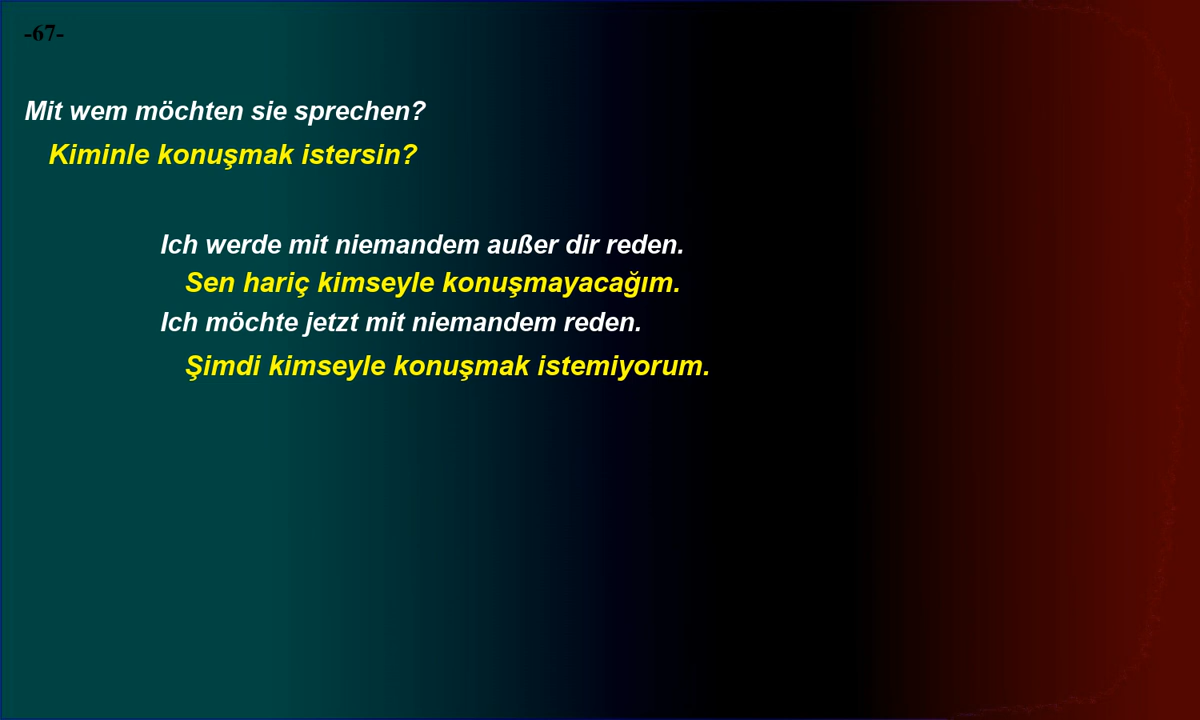 -67-
Mit wem möchten sie sprechen?
Kiminle konuşmak istersin?
Ich werde mit niemandem außer dir reden.
Sen hariç kimseyle konuşmayacağım.
Ich möchte jetzt mit niemandem reden.
Şimdi kimseyle konuşmak istemiyorum.